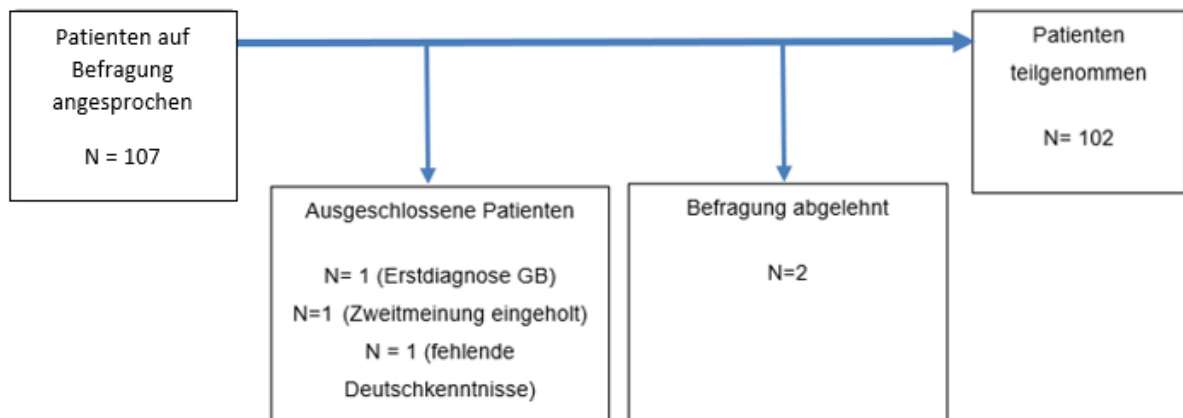 Patienten auf
Befragung
angesprochen
N = 107
Ausgeschlossene Patienten
N= 1 (Erstdiagnose GB)
N=1 (Zweitmeinung eingeholt)
N = 1 (fehlende
Deutschkenntnisse)
Befragung abgelehnt
N=2
Patienten
teilgenommen
N= 102